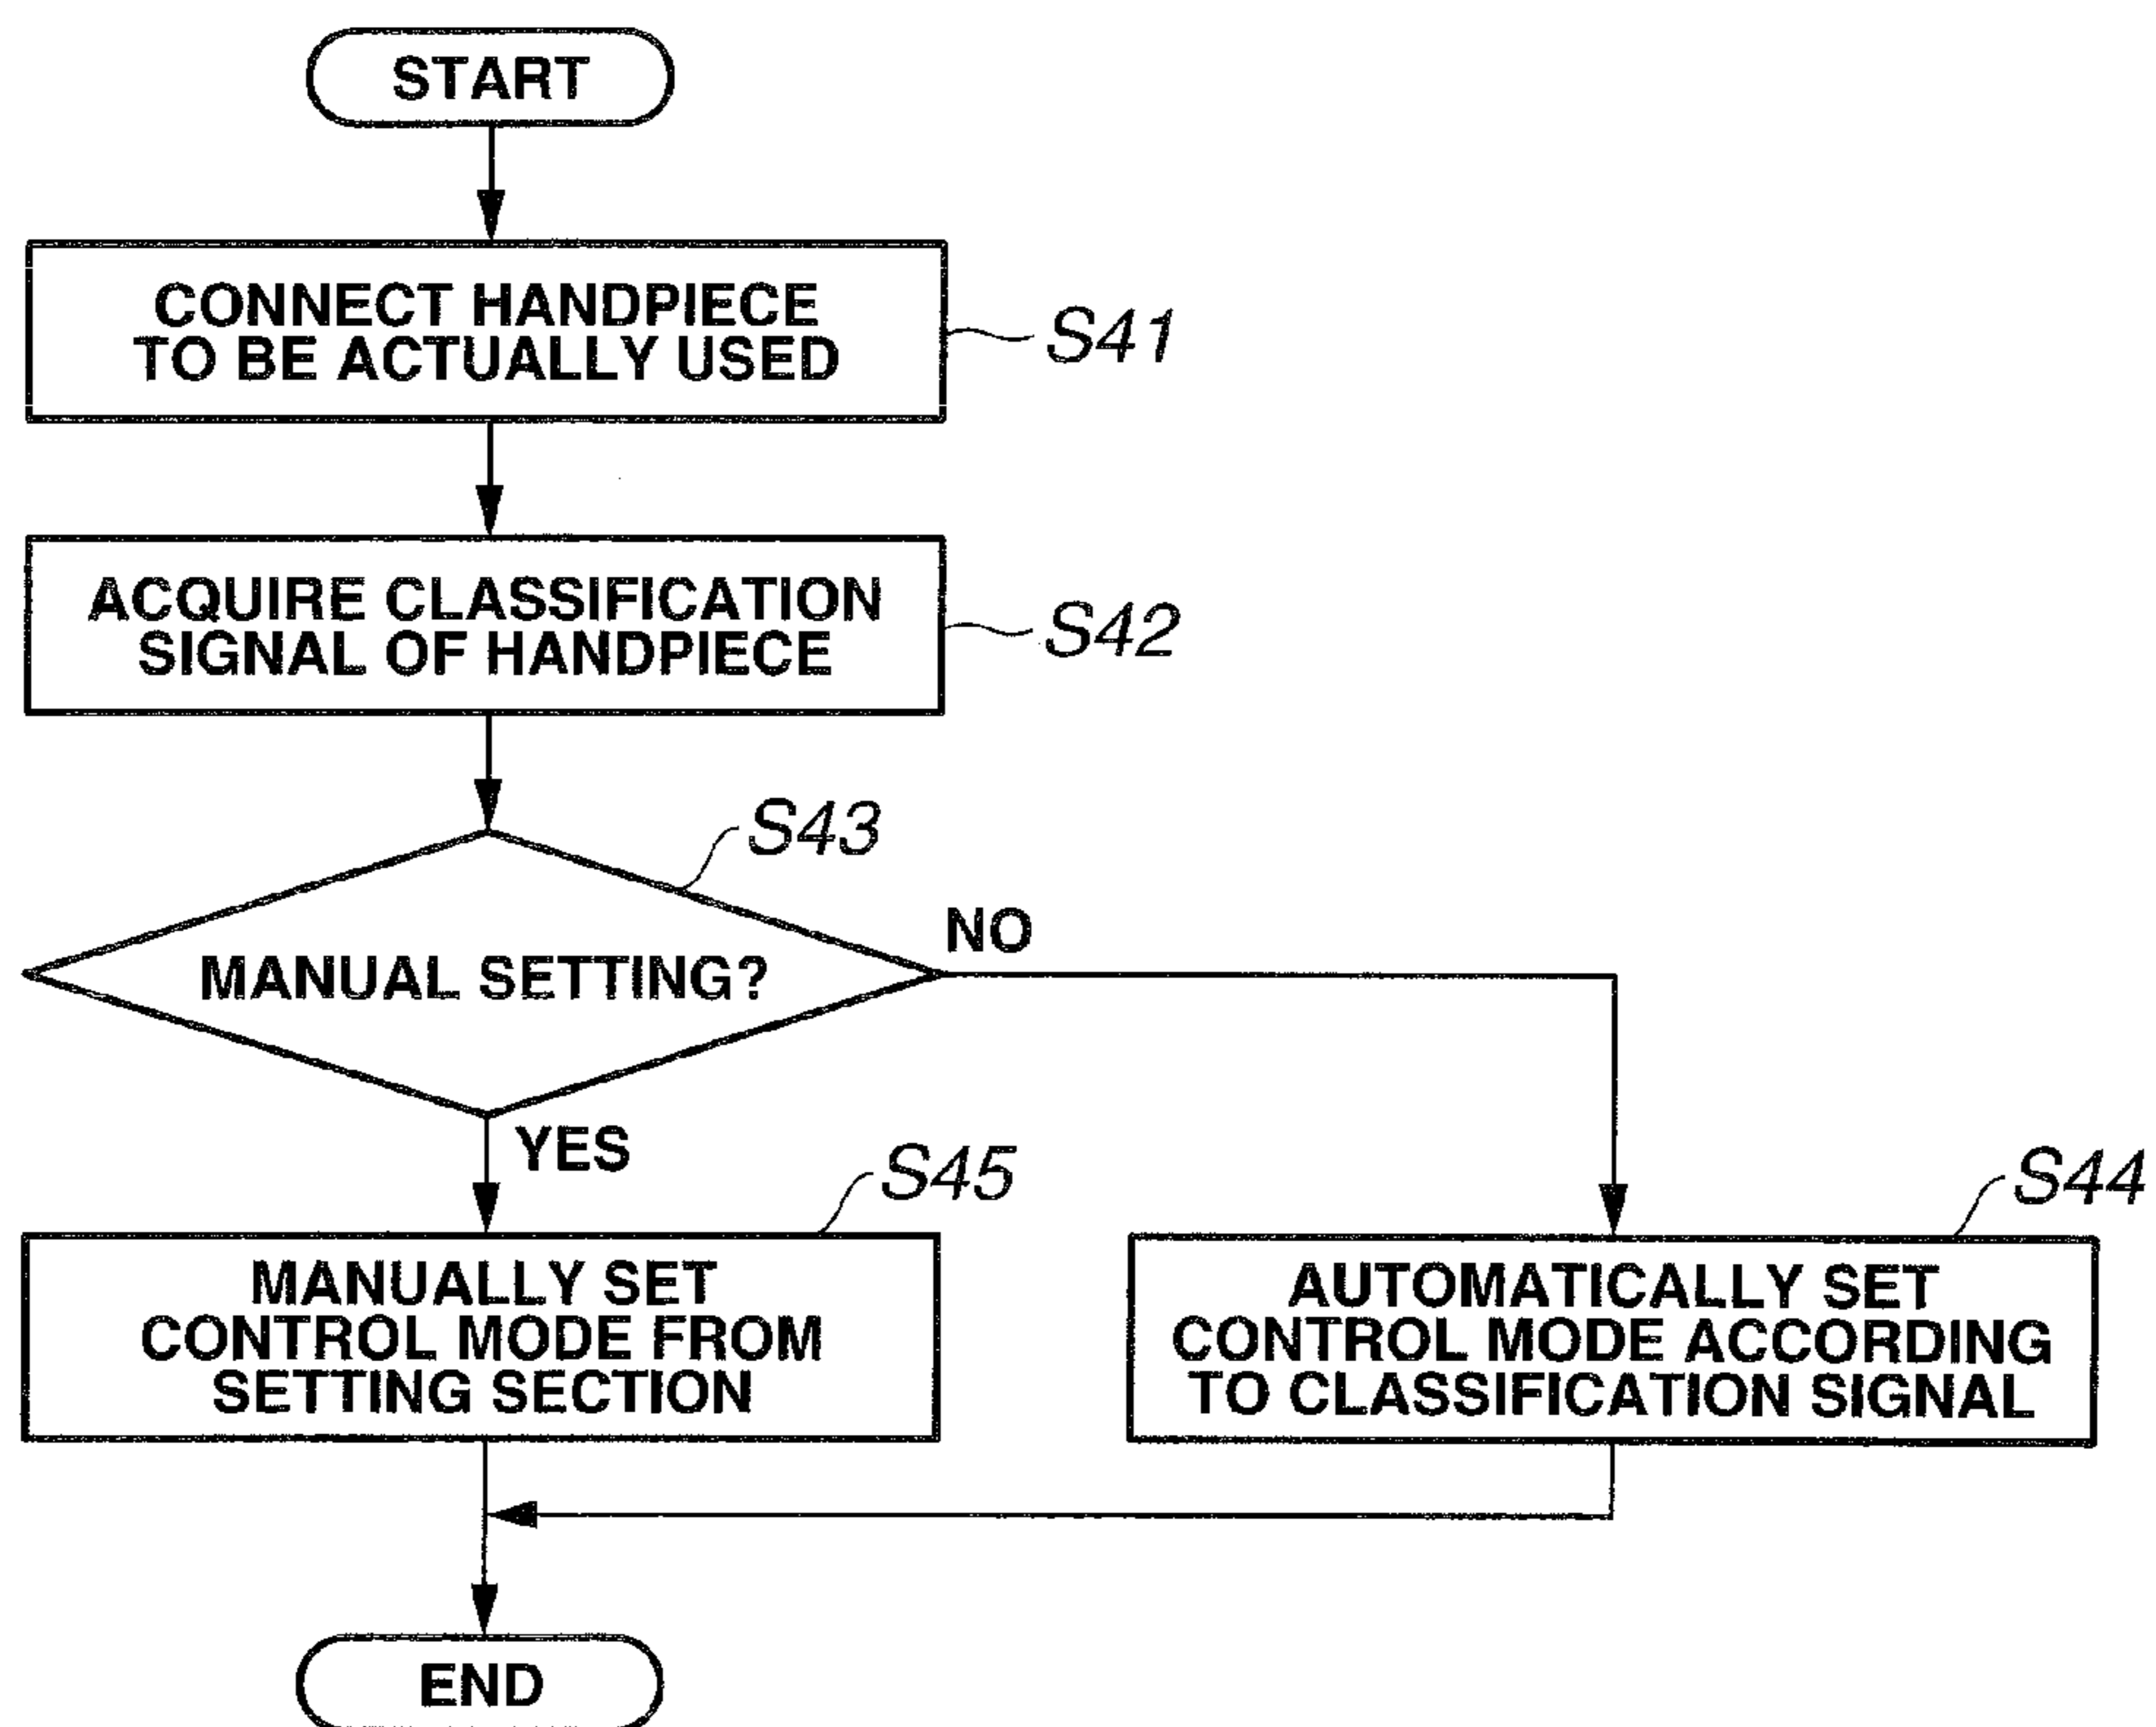 START
CONNECT HANDPIECE
TO BE ACTUALLY USED
S41
ACQUIRE CLASSIFICATION
SIGNAL OF HANDPIECE
S42
S43
MANUAL SETTING?
NO
YES
S45
MANUALLY SET
CONTROL MODE FROM
SETTING SECTION
S44
AUTOMATICALLY SET
CONTROL MODE ACCORDING
TO CLASSIFICATION SIGNAL
END